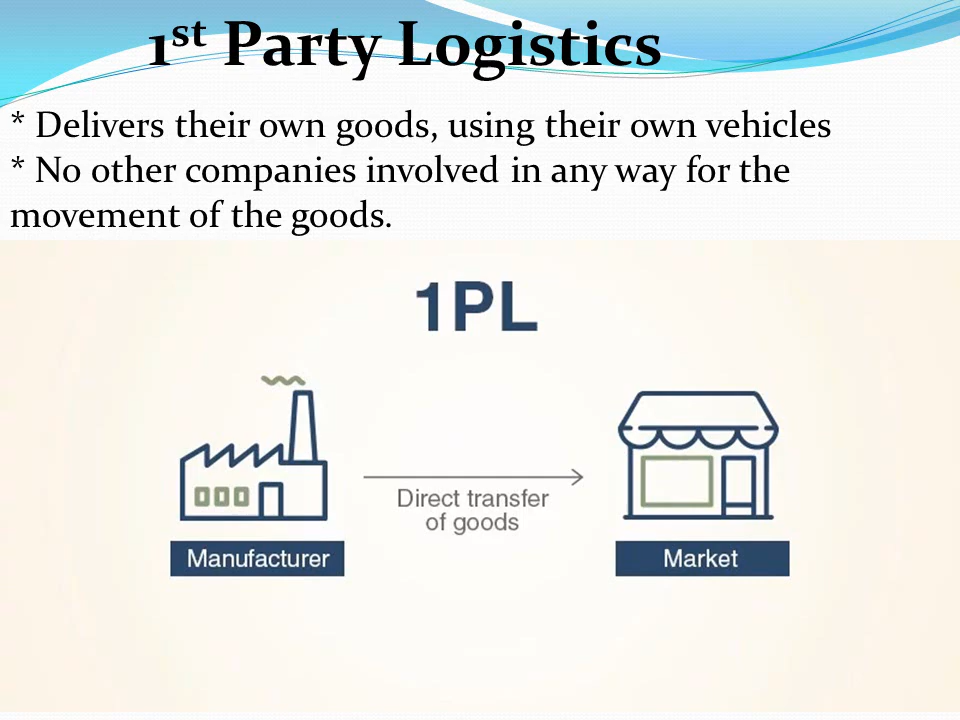 1st Party Logistics
* Delivers their own goods, using their own vehicles
* No other companies involved in any way for the
movement of the goods.
1PL
Direct transfer
of goods
Manufacturer
Market